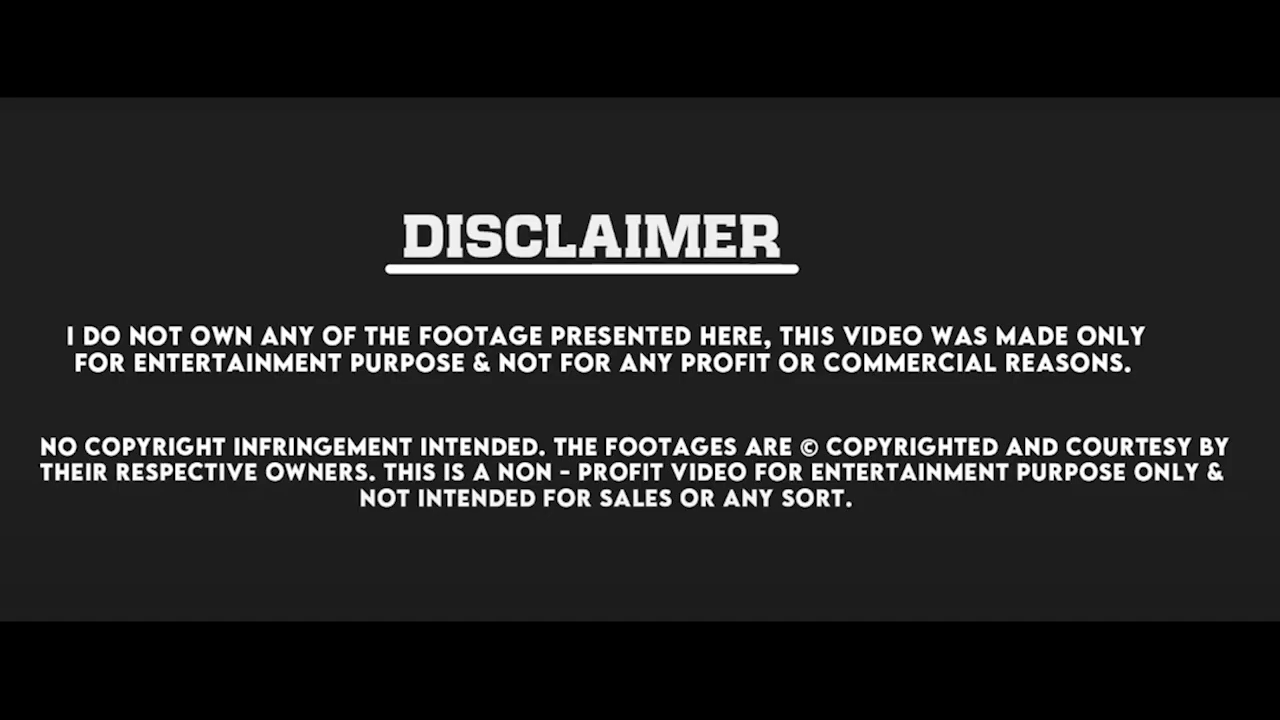 DISCLAIMER
I DO NOT OWN ANY OF THE FOOTAGE PRESENTED HERE, THIS VIDEO WAS MADE ONLY
FOR ENTERTAINMENT PURPOSE & NOT FOR ANY PROFIT OR COMMERCIAL REASONS.
NO COPYRIGHT INFRINGEMENT INTENDED. THE FOOTAGES ARE © COPYRIGHTED AND COURTESY BY
THEIR RESPECTIVE OWNERS. THIS IS A NON - PROFIT VIDEO FOR ENTERTAINMENT PURPOSE ONLY &
NOT INTENDED FOR SALES OR ANY SORT.